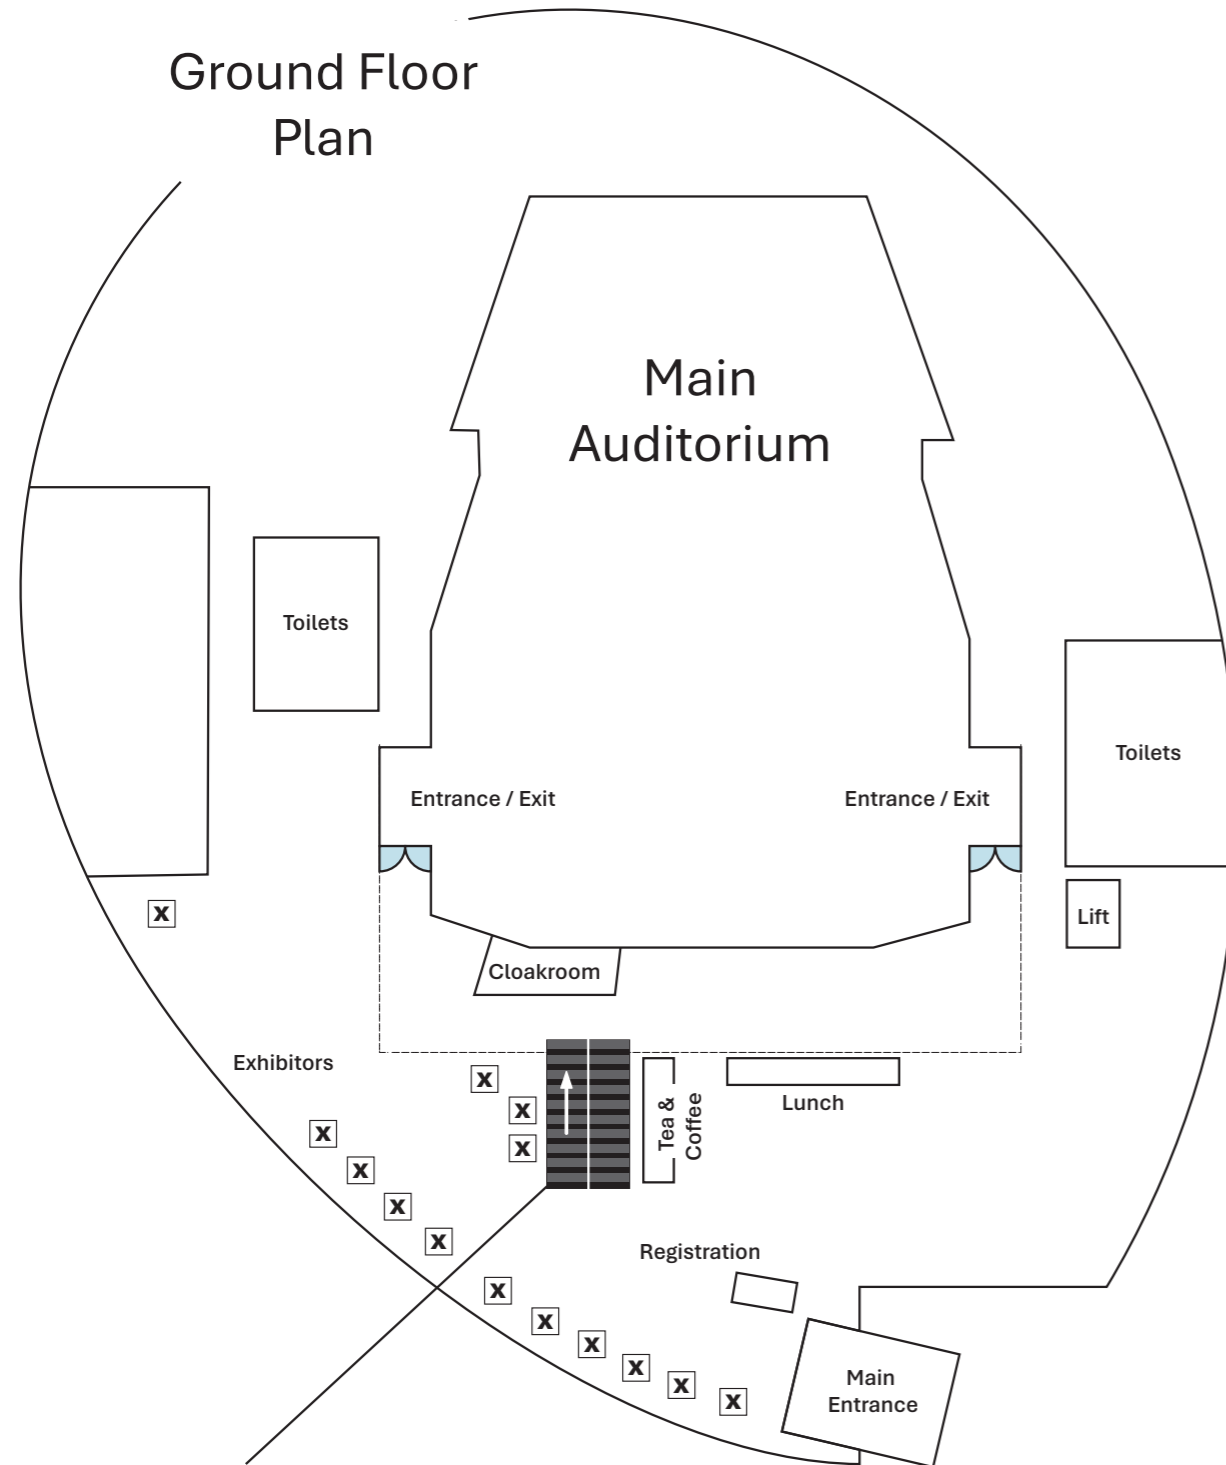 Ground Floor
Plan
Main
Auditorium
Toilets
Toilets
Entrance / Exit
Entrance / Exit
X
Lift
Cloakroom
Exhibitors
X
X
X
Tea &
Coffee
Lunch
X
X
X
X
Registration
X
X
X
X
X
X
Main
Entrance